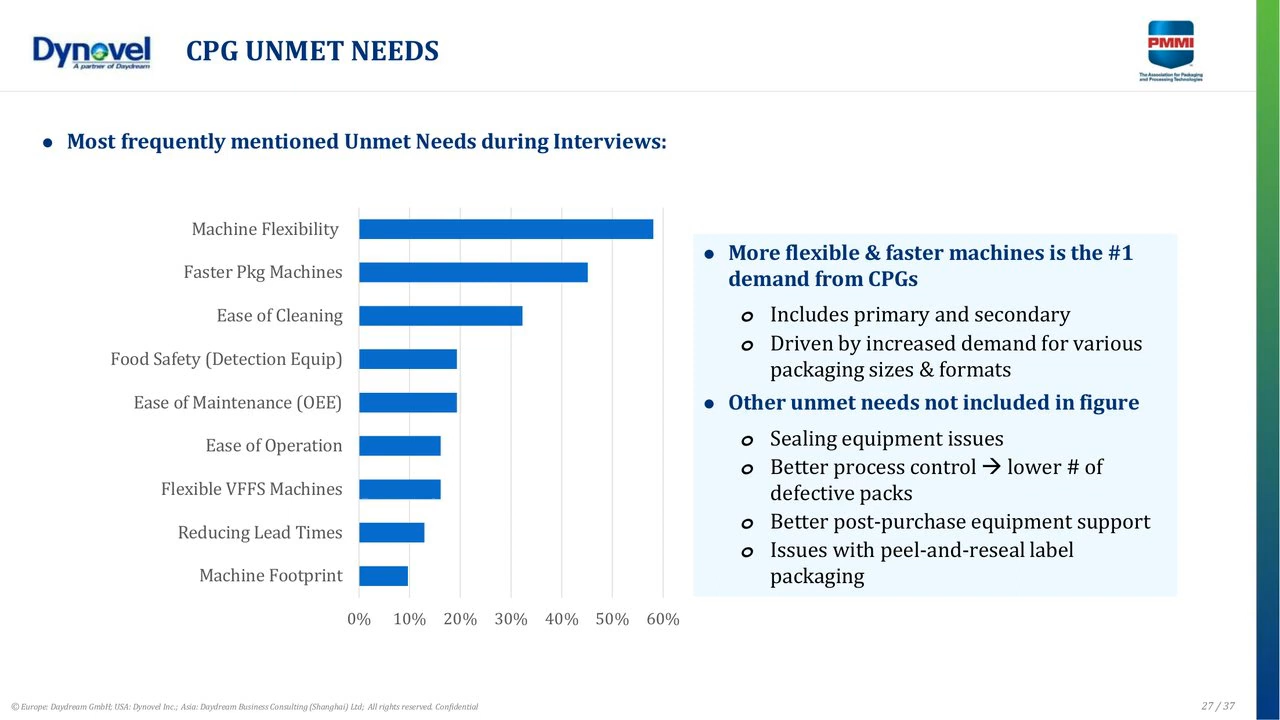 Dynovel
A partner of Daydream
CPG UNMET NEEDS
PMMI
The Association for Packaging
and Processing Technologies
● Most frequently mentioned Unmet Needs during Interviews:
Machine Flexibility
Faster Pkg Machines
Ease of Cleaning
Food Safety (Detection Equip)
Ease of Maintenance (OEE)
Ease of Operation
Flexible VFFS Machines
Reducing Lead Times
Machine Footprint
0% 10% 20% 30% 40% 50% 60%
● More flexible & faster machines is the #1
demand from CPGs
o Includes primary and secondary
o Driven by increased demand for various
packaging sizes & formats
● Other unmet needs not included in figure
o Sealing equipment issues
o Better process control → lower # of
defective packs
o Better post-purchase equipment support
o Issues with peel-and-reseal label
packaging
© Europe: Daydream GmbH; USA: Dynovel Inc.; Asia: Daydream Business Consulting (Shanghai) Ltd; All rights reserved. Confidential
27 / 37